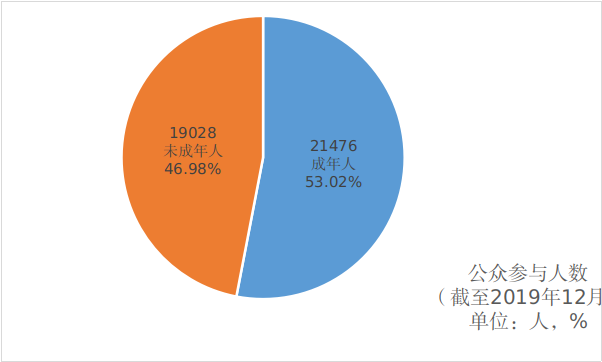 19028
未成年人
46.98%
21476
成年人
53.02%
公众参与人数
（截至2019年12月
单位：人，%